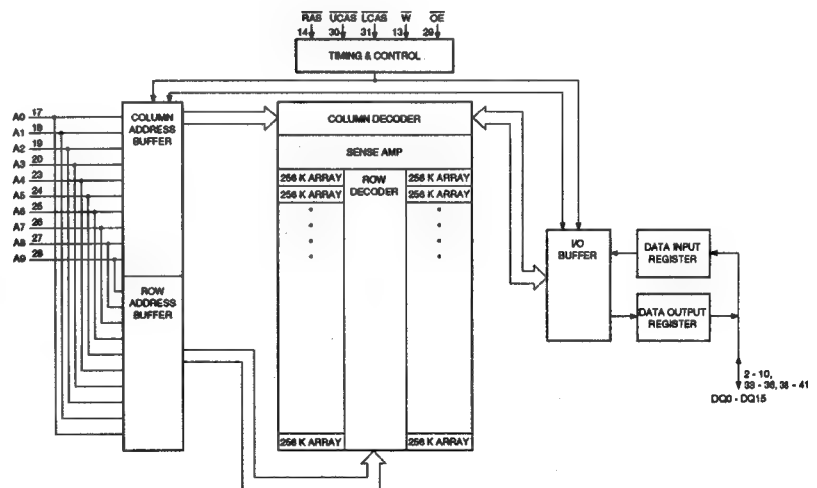 RAS UCAS LCAS W OE
14 30 31 13 29
TIMING & CONTROL
A0 17
A1 18
A2 19
A3 20
A4 23
A5 24
A6 25
A7 26
A8 27
A9 28
COLUMN
ADDRESS
BUFFER
ROW
ADDRESS
BUFFER
COLUMN DECODER
SENSE AMP
256 K ARRAY
256 K ARRAY
ROW
DECODER
256 K ARRAY
256 K ARRAY
256 K ARRAY
256 K ARRAY
I/O
BUFFER
DATA INPUT
REGISTER
DATA OUTPUT
REGISTER
2 - 10,
33 - 36, 38 - 41
DQ0 - DQ15